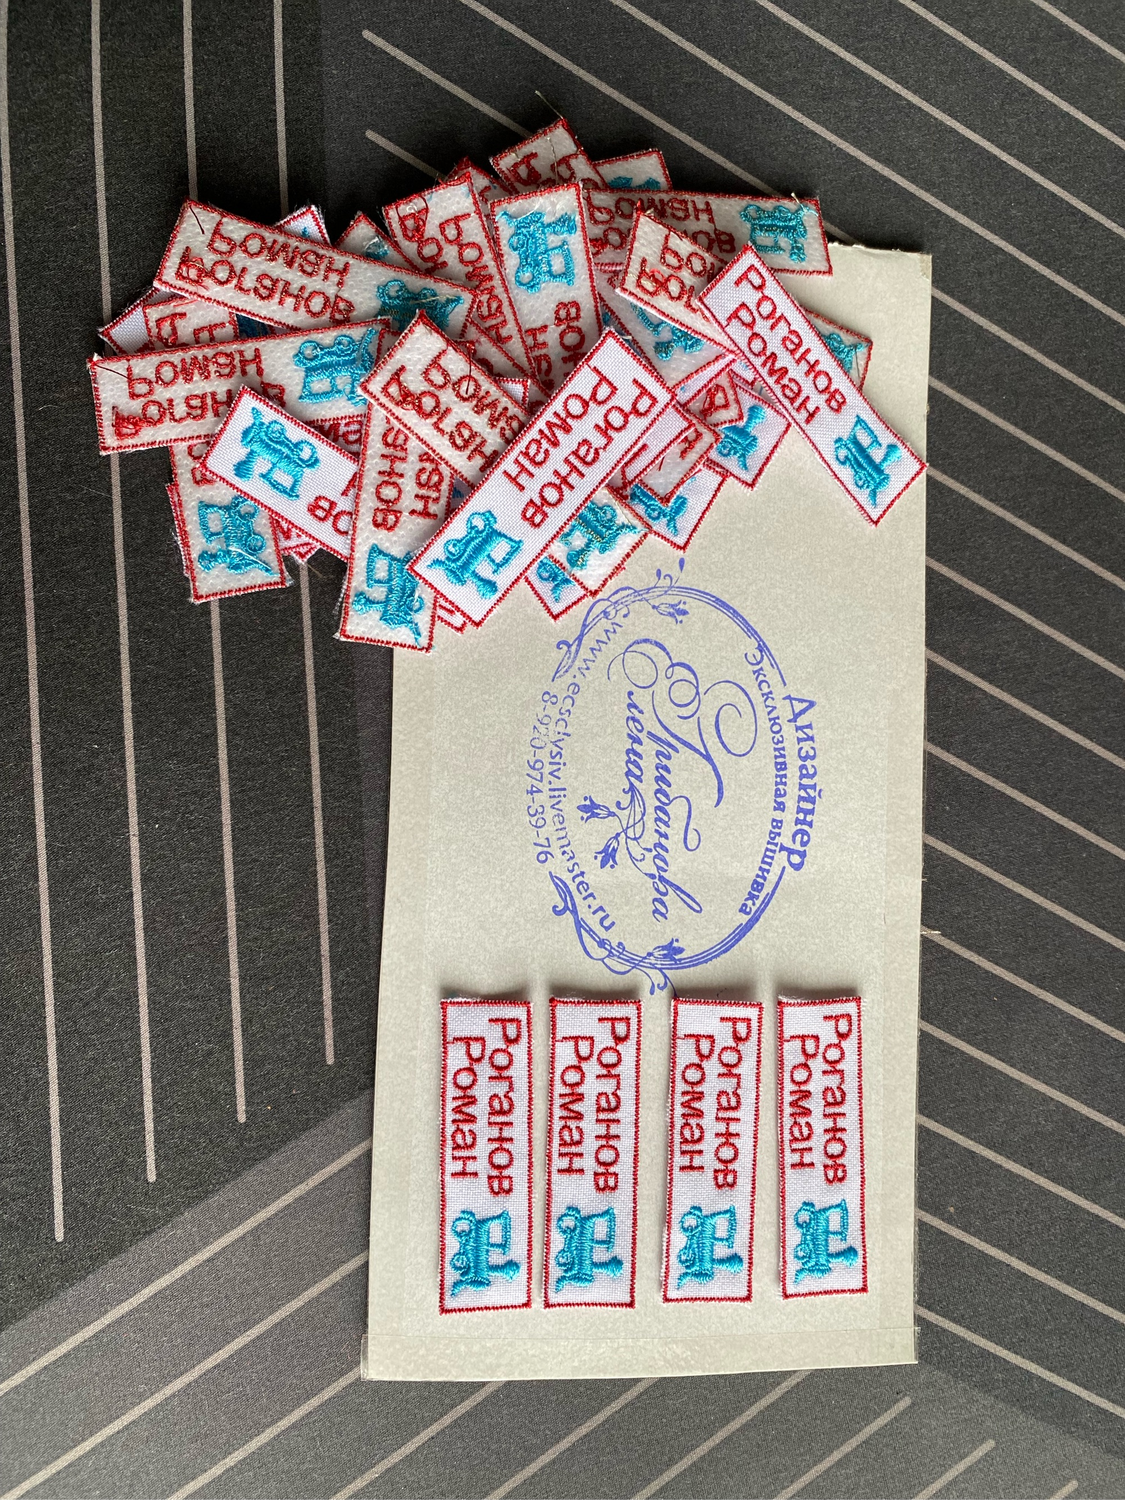 Роганов
Роман
Роганов
Роман
Дизайнер
Эксклюзивная вышивка
Грибанова
Елена
www.ecsclvsiv.livemaster.ru
8-920-974-39-76
Роганов
Роман
Роганов
Роман
Роганов
Роман
Роганов
Роман